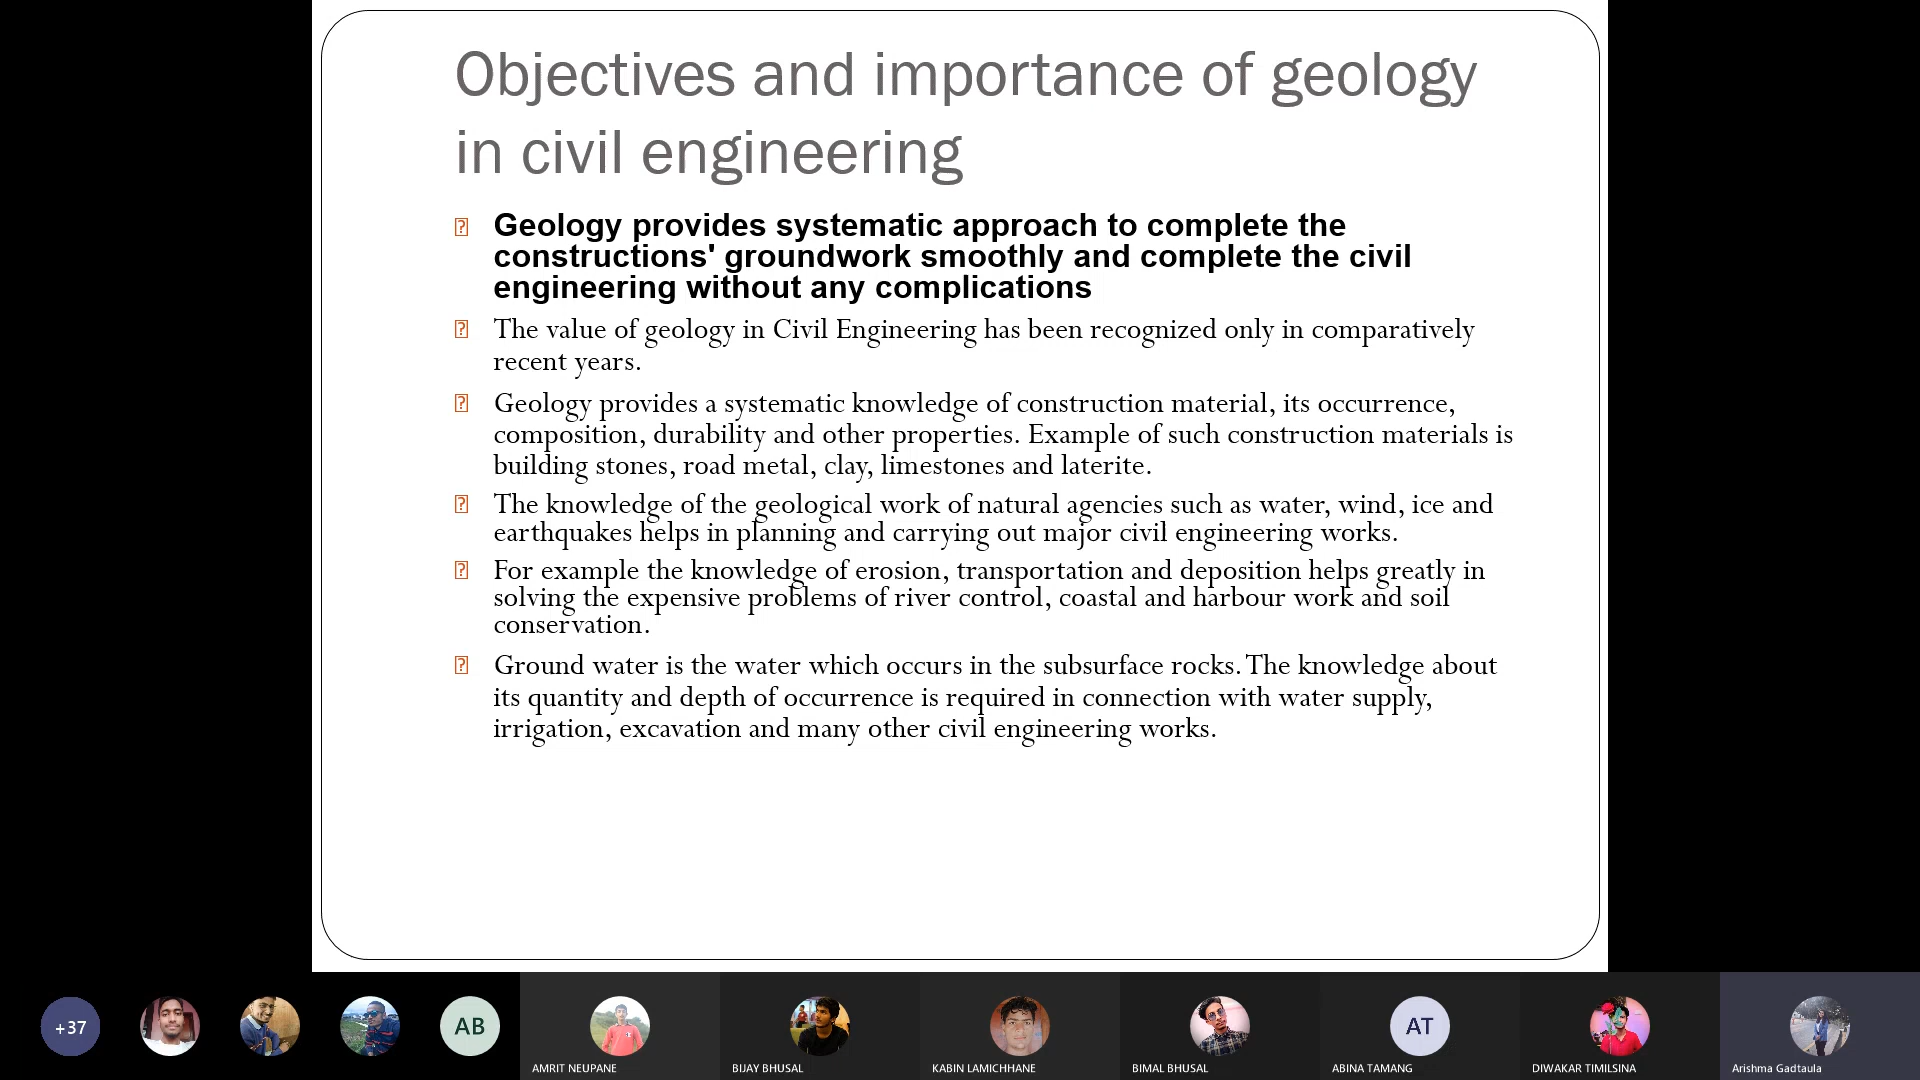 Objectives and importance of geology
in civil engineering
Geology provides systematic approach to complete the
constructions' groundwork smoothly and complete the civil
engineering without any complications
The value of geology in Civil Engineering has been recognized only in comparatively
recent years.
Geology provides a systematic knowledge of construction material, its occurrence,
composition, durability and other properties. Example of such construction materials is
building stones, road metal, clay, limestones and laterite.
The knowledge of the geological work of natural agencies such as water, wind, ice and
earthquakes helps in planning and carrying out major civil engineering works.
For example the knowledge of erosion, transportation and deposition helps greatly in
solving the expensive problems of river control, coastal and harbour work and soil
conservation.
Ground water is the water which occurs in the subsurface rocks. The knowledge about
its quantity and depth of occurrence is required in connection with water supply,
irrigation, excavation and many other civil engineering works.
+37
AB
AT
AMRIT NEUPANE
BIJAY BHUSAL
KABIN LAMICHHANE
BIMAL BHUSAL
ABINA TAMANG
DIWAKAR TIMILSINA
Arishma Gadtaula